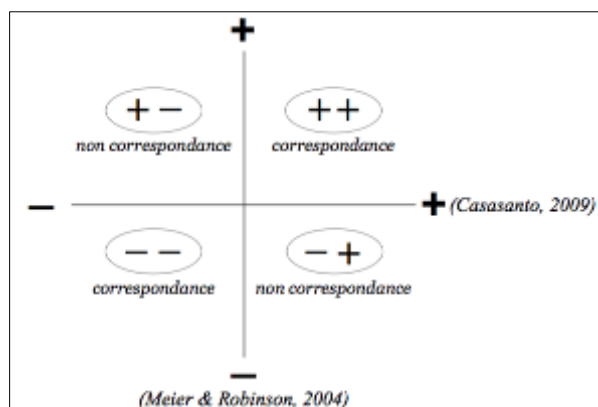 +
+ − + +
non correspondance correspondance
− + (Casasanto, 2009)
− − − +
correspondance non correspondance
−
(Meier & Robinson, 2004)